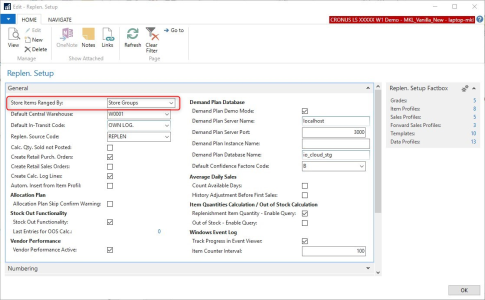 Edit - Replen. Setup
HOME
NAVIGATE
CRONUS LS XXXXX W1 Demo - MKJ_Vanilla_New - laptop-mkj
View
Edit
New
Delete
Manage
OneNote
Notes
Links
Show Attached
Refresh
Clear Filter
Go to
Page
Replen. Setup
General
Store Items Ranged By: Store Groups
Default Central Warehouse: W0001
Default In-Transit Code: OWN LOG.
Replen. Source Code: REPLEN
Calc. Qty. Sold not Posted:
Create Retail Purch. Orders:
Create Retail Sales Orders:
Create Calc. Log Lines:
Autom. Insert from Item Profil:
Allocation Plan
Allocation Plan Skip Confirm Warning:
Stock Out Functionality
Stock Out Functionality:
Last Entries for OOS Calc.: 0
Vendor Performance
Vendor Performance Active:
Demand Plan Database
Demand Plan Demo Mode:
Demand Plan Server Name: localhost
Demand Plan Server Port: 3000
Demand Plan Instance Name:
Demand Plan Database Name: io_cloud_stg
Default Confidence Factor Code: B
Average Daily Sales
Count Available Days:
History Adjustment Before First Sales:
Item Quantities Calculation / Out of Stock Calculation
Replenishment Item Quantity - Enable Query:
Out of Stock - Enable Query:
Windows Event Log
Track Progress in Event Viewer:
Item Counter Interval: 100
Numbering
Replen. Setup Factbox
Grades: 5
Item Profiles: 8
Sales Profiles: 5
Forward Sales Profiles: 3
Templates: 10
Data Profiles: 13
OK